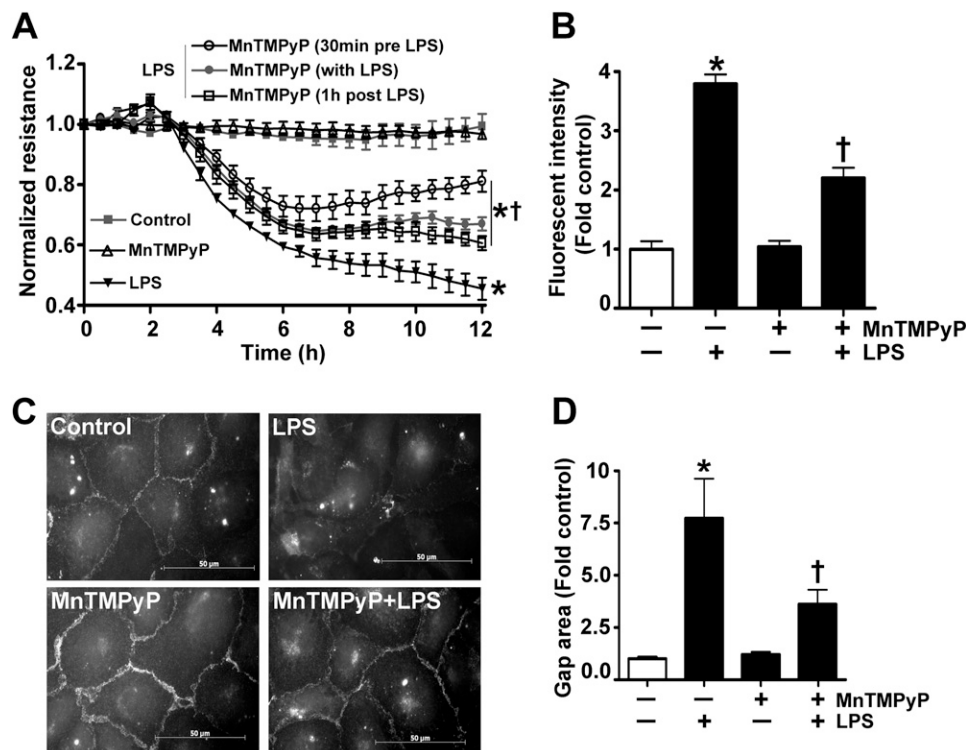 A
LPS
MnTMPyP (30min pre LPS)
MnTMPyP (with LPS)
MnTMPyP (1h post LPS)
Normalized resistance
1.2
1.0
0.8
0.6
0.4
Control
MnTMPyP
LPS
*†
*
0 2 4 6 8 10 12
Time (h)
B
Fluorescent intensity
(Fold control)
4
3
2
1
0
*
†
− − + + MnTMPyP
− + − + LPS
C
Control
50 µm
LPS
50 µm
MnTMPyP
50 µm
MnTMPyP+LPS
50 µm
D
Gap area (Fold control)
10
7.5
5.0
2.5
0.0
*
†
− − + + MnTMPyP
− + − + LPS